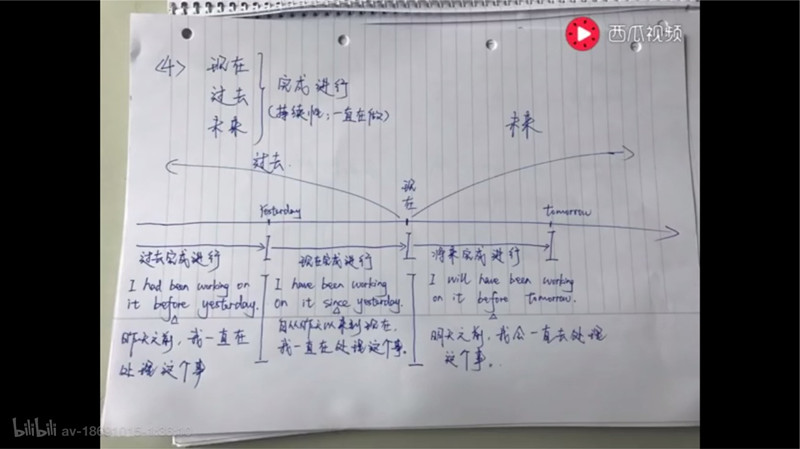 西瓜视频
<4> 现在
过去
未来
完成进行
(持续性:一直在做)
过去
未来
现在
yesterday
tomorrow
过去完成进行
现在完成进行
将来完成进行
I had been working on
it before yesterday.
昨天之前,我一直在
处理这个事
I have been working
on it since yesterday.
自从昨天以来到现在,
我一直在处理这个事。
I will have been working
on it before tomorrow.
明天之前,我会一直去处理
这个事.
bilibili